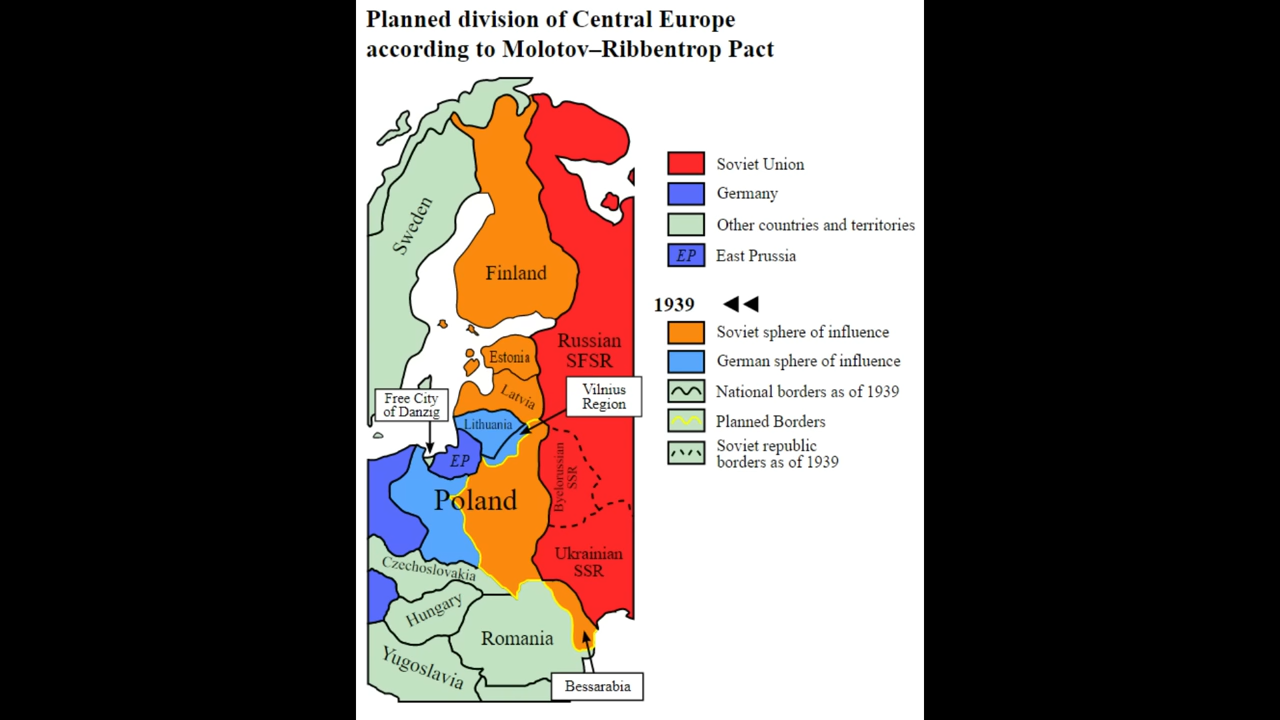 Planned division of Central Europe
according to Molotov–Ribbentrop Pact
Sweden
Finland
Estonia
Latvia
Lithuania
Russian
SFSR
Vilnius
Region
Free City
of Danzig
EP
Poland
Byelorussian
SSR
Ukrainian
SSR
Czechoslovakia
Hungary
Romania
Yugoslavia
Bessarabia
Soviet Union
Germany
Other countries and territories
EP East Prussia
1939
Soviet sphere of influence
German sphere of influence
National borders as of 1939
Planned Borders
Soviet republic
borders as of 1939